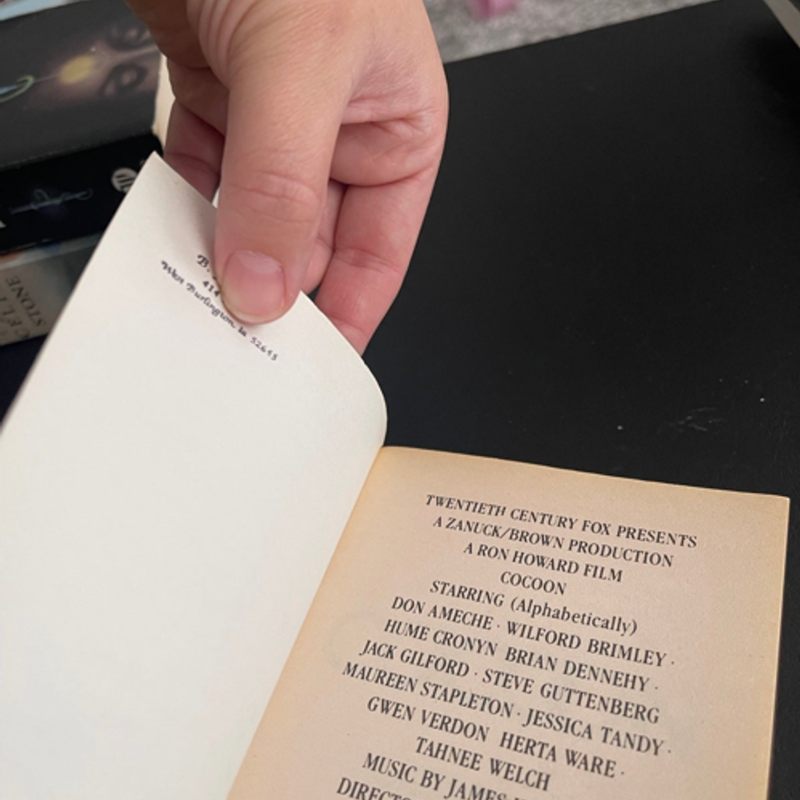 B.
414
West Burlington, Ia 52655
CELI
STONE
TWENTIETH CENTURY FOX PRESENTS
A ZANUCK/BROWN PRODUCTION
A RON HOWARD FILM
COCOON
STARRING (Alphabetically)
DON AMECHE · WILFORD BRIMLEY ·
HUME CRONYN BRIAN DENNEHY ·
JACK GILFORD · STEVE GUTTENBERG
MAUREEN STAPLETON · JESSICA TANDY ·
GWEN VERDON HERTA WARE ·
TAHNEE WELCH
MUSIC BY JAMES